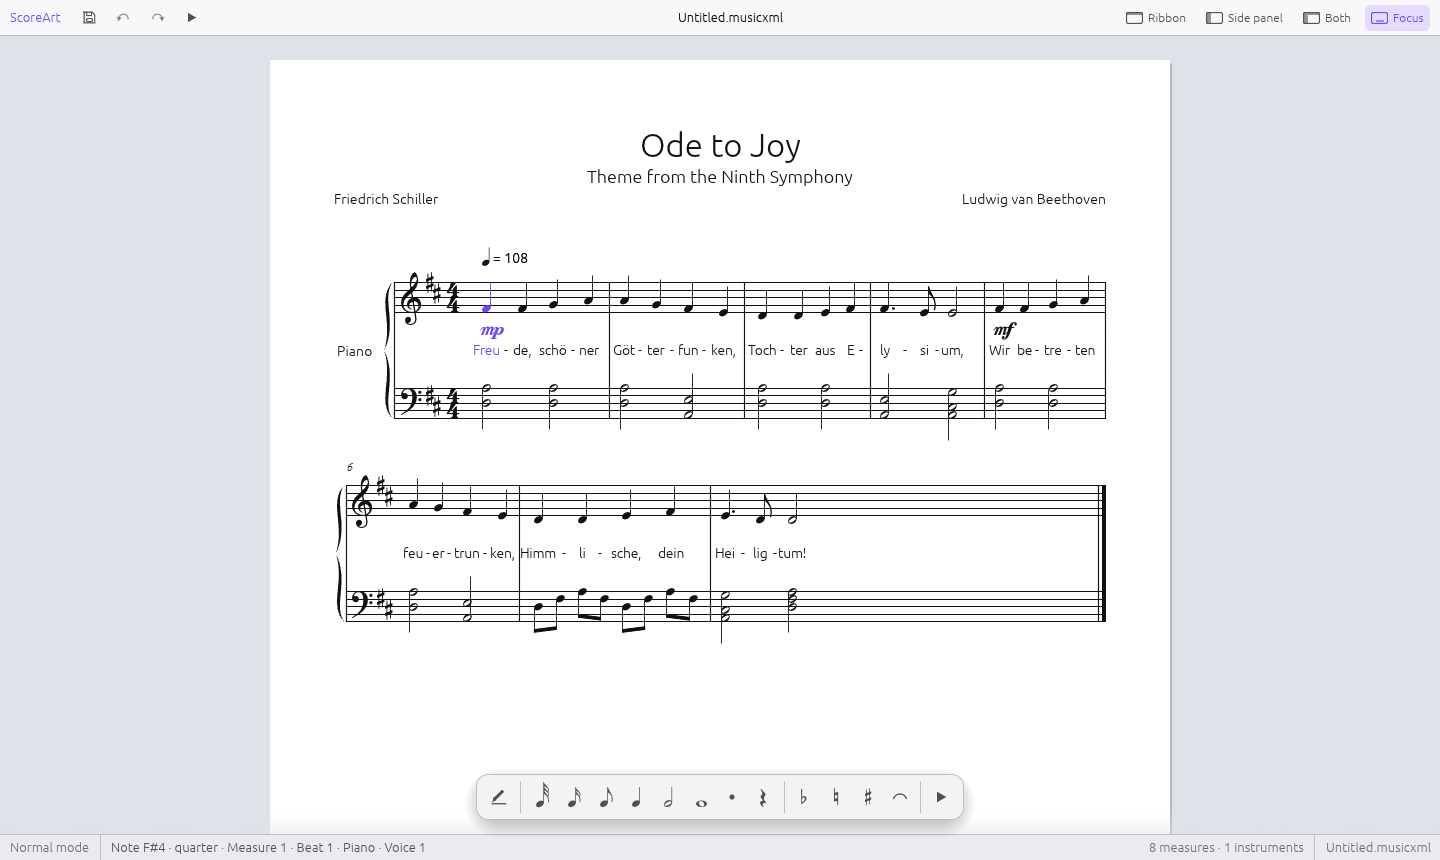 ScoreArt
Untitled.musicxml
Ribbon
Side panel
Both
Focus
Ode to Joy
Theme from the Ninth Symphony
Friedrich Schiller
Ludwig van Beethoven
= 108
mp
mf
Piano
Freu - de, schö - ner Göt - ter - fun - ken, Toch - ter aus E - ly - si - um, Wir be - tre - ten
6
feu - er - trun - ken, Himm - li - sche, dein Hei - lig - tum!
Normal mode
Note F#4 · quarter · Measure 1 · Beat 1 · Piano · Voice 1
8 measures · 1 instruments
Untitled.musicxml